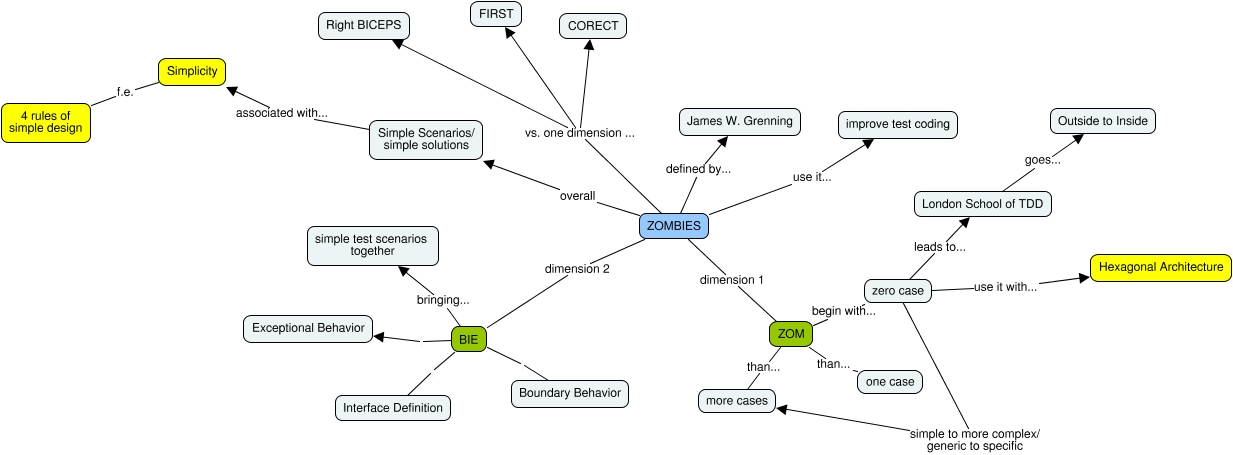 FIRST
Right BICEPS
CORECT
Simplicity
f.e.
4 rules of
simple design
associated with...
Simple Scenarios/
simple solutions
vs. one dimension ...
James W. Grenning
improve test coding
Outside to Inside
goes...
defined by...
use it...
overall
London School of TDD
ZOMBIES
simple test scenarios
together
leads to...
dimension 2
dimension 1
Hexagonal Architecture
zero case
use it with...
bringing...
begin with...
Exceptional Behavior
BIE
ZOM
than...
than...
one case
Boundary Behavior
more cases
Interface Definition
simple to more complex/
generic to specific